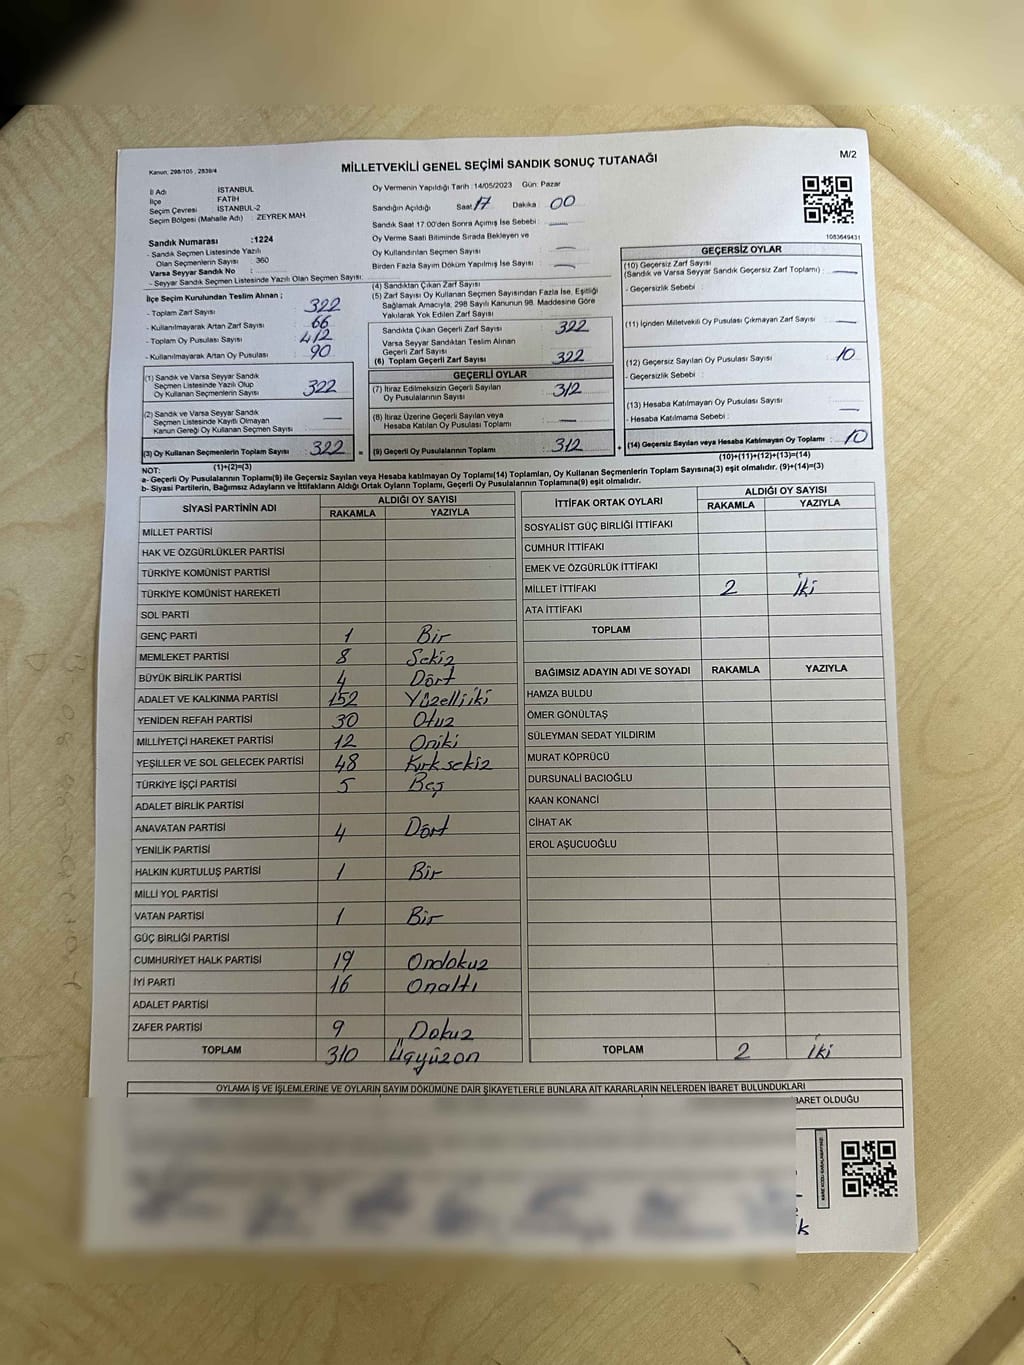 M/2
Kanun, 298/105 , 2839/4
MİLLETVEKİLİ GENEL SEÇİMİ SANDIK SONUÇ TUTANAĞI
İl Adı İSTANBUL
İlçe FATİH
Seçim Çevresi İSTANBUL-2
Seçim Bölgesi (Mahalle Adı) : ZEYREK MAH.
Sandık Numarası :1224
- Sandık Seçmen Listesinde Yazılı
Olan Seçmenlerin Sayısı 360
Varsa Seyyar Sandık No :
- Seyyar Sandık Seçmen Listesinde Yazılı Olan Seçmen Sayısı:
Oy Vermenin Yapıldığı Tarih :14/05/2023 Gün: Pazar
Sandığın Açıldığı Saat 17 Dakika 00
Sandık Saat 17.00'den Sonra Açılmış İse Sebebi : —
Oy Verme Saati Bitiminde Sırada Bekleyen ve
Oy Kullandırılan Seçmen Sayısı : —
Birden Fazla Sayım Döküm Yapılmış İse Sayısı : —
1083649431
İlçe Seçim Kurulundan Teslim Alınan ;
- Toplam Zarf Sayısı : 322
- Kullanılmayarak Artan Zarf Sayısı : 66
- Toplam Oy Pusulası Sayısı : 412
- Kullanılmayarak Artan Oy Pusulası : 90
(1) Sandık ve Varsa Seyyar Sandık
Seçmen Listesinde Yazılı Olup
Oy Kullanan Seçmenlerin Sayısı : 322
(2) Sandık ve Varsa Seyyar Sandık
Seçmen Listesinde Kayıtlı Olmayan
Kanun Gereği Oy Kullanan Seçmen Sayısı : —
(3) Oy Kullanan Seçmenlerin Toplam Sayısı : 322
(1)+(2)=(3)
(4) Sandıktan Çıkan Zarf Sayısı
(5) Zarf Sayısı Oy Kullanan Seçmen Sayısından Fazla İse, Eşitliği
Sağlamak Amacıyla, 298 Sayılı Kanunun 98. Maddesine Göre
Yakılarak Yok Edilen Zarf Sayısı :
Sandıkta Çıkan Geçerli Zarf Sayısı : 322
Varsa Seyyar Sandıktan Teslim Alınan
Geçerli Zarf Sayısı :
(6) Toplam Geçerli Zarf Sayısı : 322
GEÇERLİ OYLAR
(7) İtiraz Edilmeksizin Geçerli Sayılan
Oy Pusulalarının Sayısı : 312
(8) İtiraz Üzerine Geçerli Sayılan veya
Hesaba Katılan Oy Pusulası Toplamı : —
= (9) Geçerli Oy Pusulalarının Toplamı : 312
GEÇERSİZ OYLAR
(10) Geçersiz Zarf Sayısı
(Sandık ve Varsa Seyyar Sandık Geçersiz Zarf Toplamı) : —
- Geçersizlik Sebebi :
(11) İçinden Milletvekili Oy Pusulası Çıkmayan Zarf Sayısı : —
(12) Geçersiz Sayılan Oy Pusulası Sayısı : 10
- Geçersizlik Sebebi :
(13) Hesaba Katılmayan Oy Pusulası Sayısı : —
- Hesaba Katılmama Sebebi :
+ (14) Geçersiz Sayılan veya Hesaba Katılmayan Oy Toplamı : 10
(10)+(11)+(12)+(13)=(14)
NOT:
a- Geçerli Oy Pusulalarının Toplamı(9) ile Geçersiz Sayılan veya Hesaba katılmayan Oy Toplamı(14) Toplamları, Oy Kullanan Seçmenlerin Toplam Sayısına(3) eşit olmalıdır. (9)+(14)=(3)
b- Siyasi Partilerin, Bağımsız Adayların ve İttifakların Aldığı Ortak Oyların Toplamı, Geçerli Oy Pusulalarının Toplamına(9) eşit olmalıdır.
SİYASİ PARTİNİN ADI ALDIĞI OY SAYISI
RAKAMLA YAZIYLA
MİLLET PARTİSİ
HAK VE ÖZGÜRLÜKLER PARTİSİ
TÜRKİYE KOMÜNİST PARTİSİ
TÜRKİYE KOMÜNİST HAREKETİ
SOL PARTİ
GENÇ PARTİ 1 Bir
MEMLEKET PARTİSİ 8 Sekiz
BÜYÜK BİRLİK PARTİSİ 4 Dört
ADALET VE KALKINMA PARTİSİ 152 Yüzelliiki
YENİDEN REFAH PARTİSİ 30 Otuz
MİLLİYETÇİ HAREKET PARTİSİ 12 Oniki
YEŞİLLER VE SOL GELECEK PARTİSİ 48 Kırksekiz
TÜRKİYE İŞÇİ PARTİSİ 5 Beş
ADALET BİRLİK PARTİSİ
ANAVATAN PARTİSİ 4 Dört
YENİLİK PARTİSİ
HALKIN KURTULUŞ PARTİSİ 1 Bir
MİLLİ YOL PARTİSİ
VATAN PARTİSİ 1 Bir
GÜÇ BİRLİĞİ PARTİSİ
CUMHURİYET HALK PARTİSİ 19 Ondokuz
İYİ PARTİ 16 Onaltı
ADALET PARTİSİ
ZAFER PARTİSİ 9 Dokuz
TOPLAM 310 Üçyüzon
İTTİFAK ORTAK OYLARI ALDIĞI OY SAYISI
RAKAMLA YAZIYLA
SOSYALİST GÜÇ BİRLİĞİ İTTİFAKI
CUMHUR İTTİFAKI
EMEK VE ÖZGÜRLÜK İTTİFAKI
MİLLET İTTİFAKI 2 İki
ATA İTTİFAKI
TOPLAM
BAĞIMSIZ ADAYIN ADI VE SOYADI RAKAMLA YAZIYLA
HAMZA BULDU
ÖMER GÖNÜLTAŞ
SÜLEYMAN SEDAT YILDIRIM
MURAT KÖPRÜCÜ
DURSUNALİ BACIOĞLU
KAAN KONANCİ
CİHAT AK
EROL AŞUCUOĞLU
TOPLAM 2 İki
OYLAMA İŞ VE İŞLEMLERİNE VE OYLARIN SAYIM DÖKÜMÜNE DAİR ŞİKAYETLERLE BUNLARA AİT KARARLARIN NELERDEN İBARET BULUNDUKLARI
BARET OLDUĞU
k